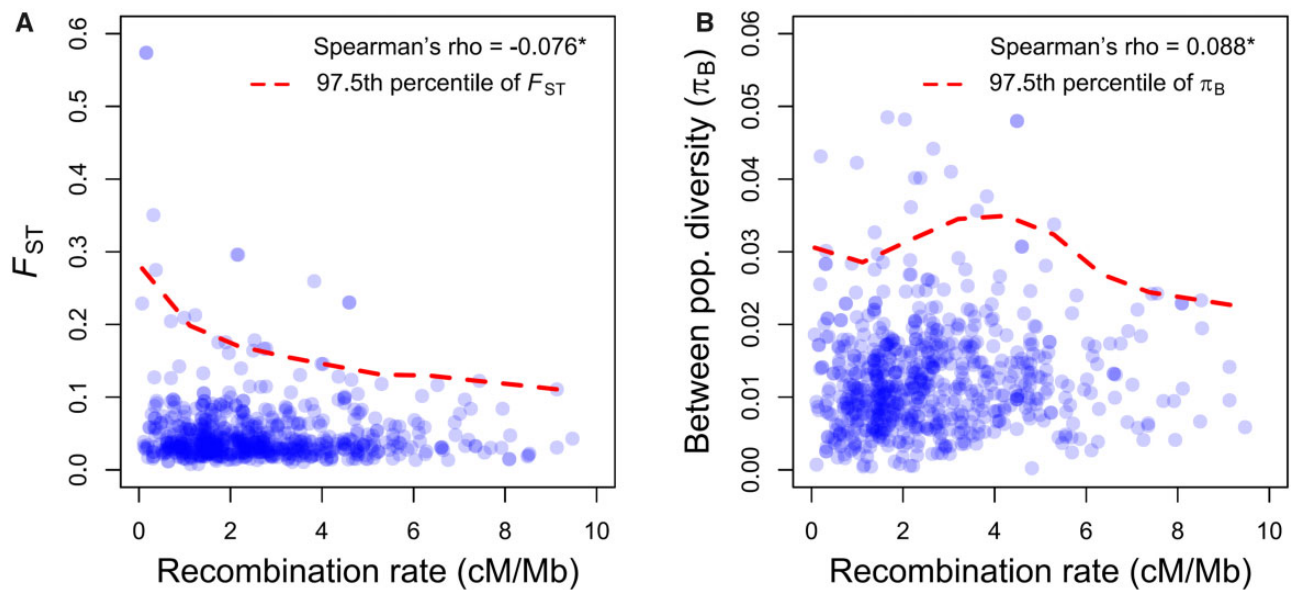 A
Spearman's rho = -0.076*
97.5th percentile of FST
FST
0.6
0.5
0.4
0.3
0.2
0.1
0.0
0 2 4 6 8 10
Recombination rate (cM/Mb)
B
Spearman's rho = 0.088*
97.5th percentile of πB
Between pop. diversity (πB)
0.06
0.05
0.04
0.03
0.02
0.01
0.00
0 2 4 6 8 10
Recombination rate (cM/Mb)